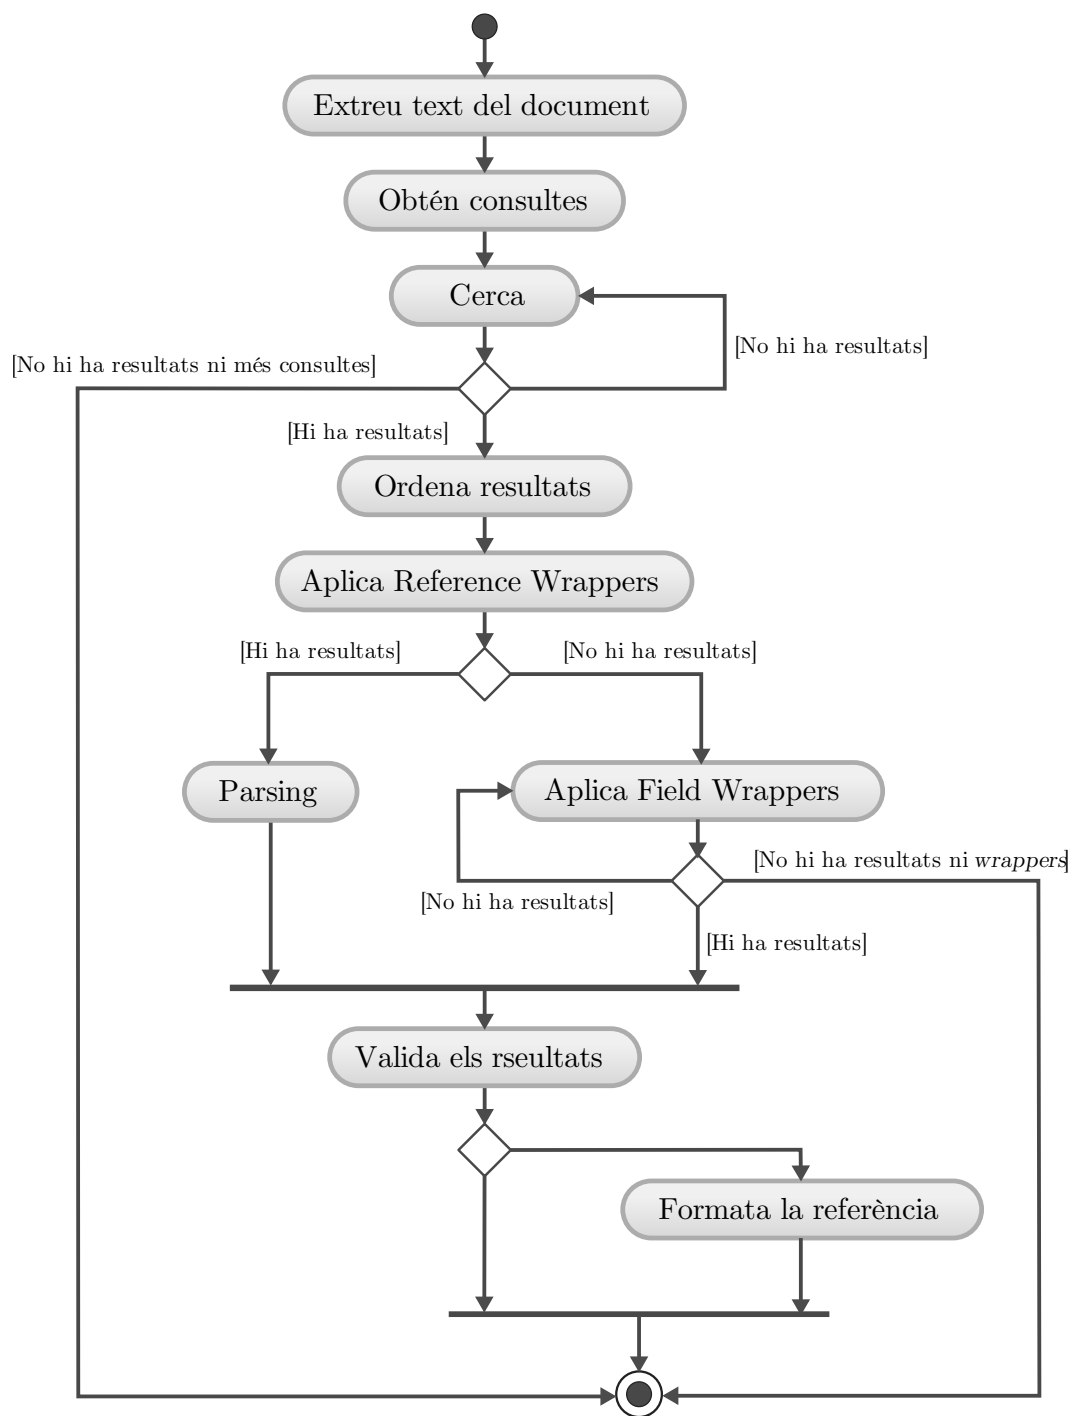 Extreu text del document
Obtén consultes
Cerca
[No hi ha resultats]
[No hi ha resultats ni més consultes]
[Hi ha resultats]
Ordena resultats
Aplica Reference Wrappers
[Hi ha resultats]
[No hi ha resultats]
Parsing
Aplica Field Wrappers
[No hi ha resultats ni wrappers]
[No hi ha resultats]
[Hi ha resultats]
Valida els rseultats
Formata la referència